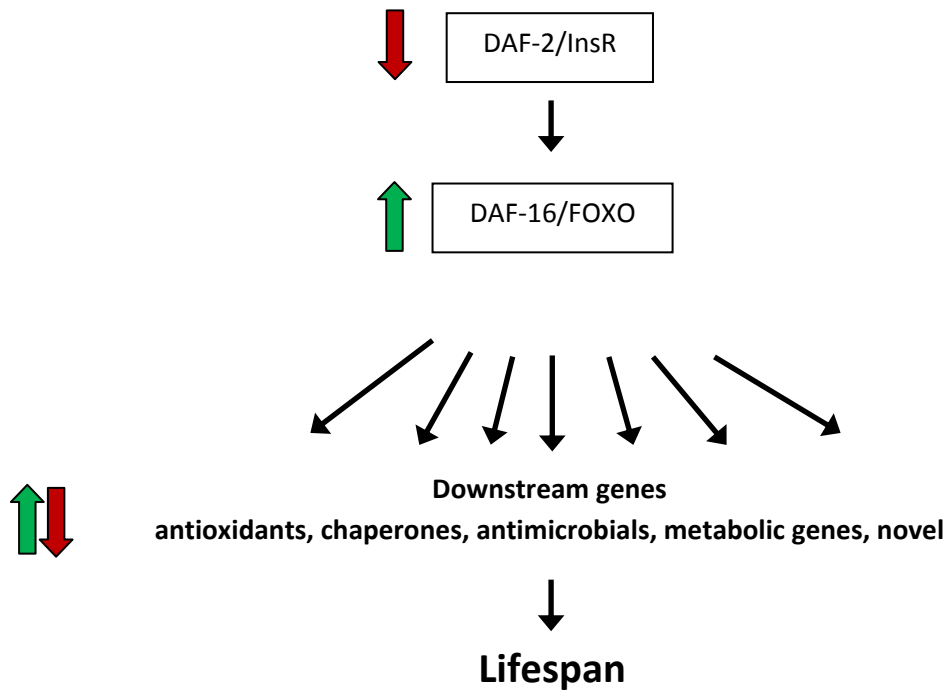 DAF-2/InsR
DAF-16/FOXO
Downstream genes
antioxidants, chaperones, antimicrobials, metabolic genes, novel
Lifespan